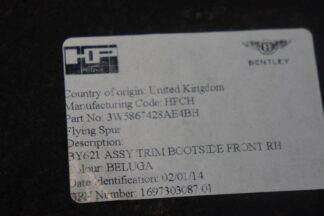 BENTLEY
Country of origin: United Kingdom
Manufacturing Code: HFCH
Part No: 3W5867428AE4BH
Flying Spur
Description:
BY621 ASSY TRIM BOOTSIDE FRONT RH
Colour: BELUGA
Date Identification: 02/01/14
Number: 1697303087.01